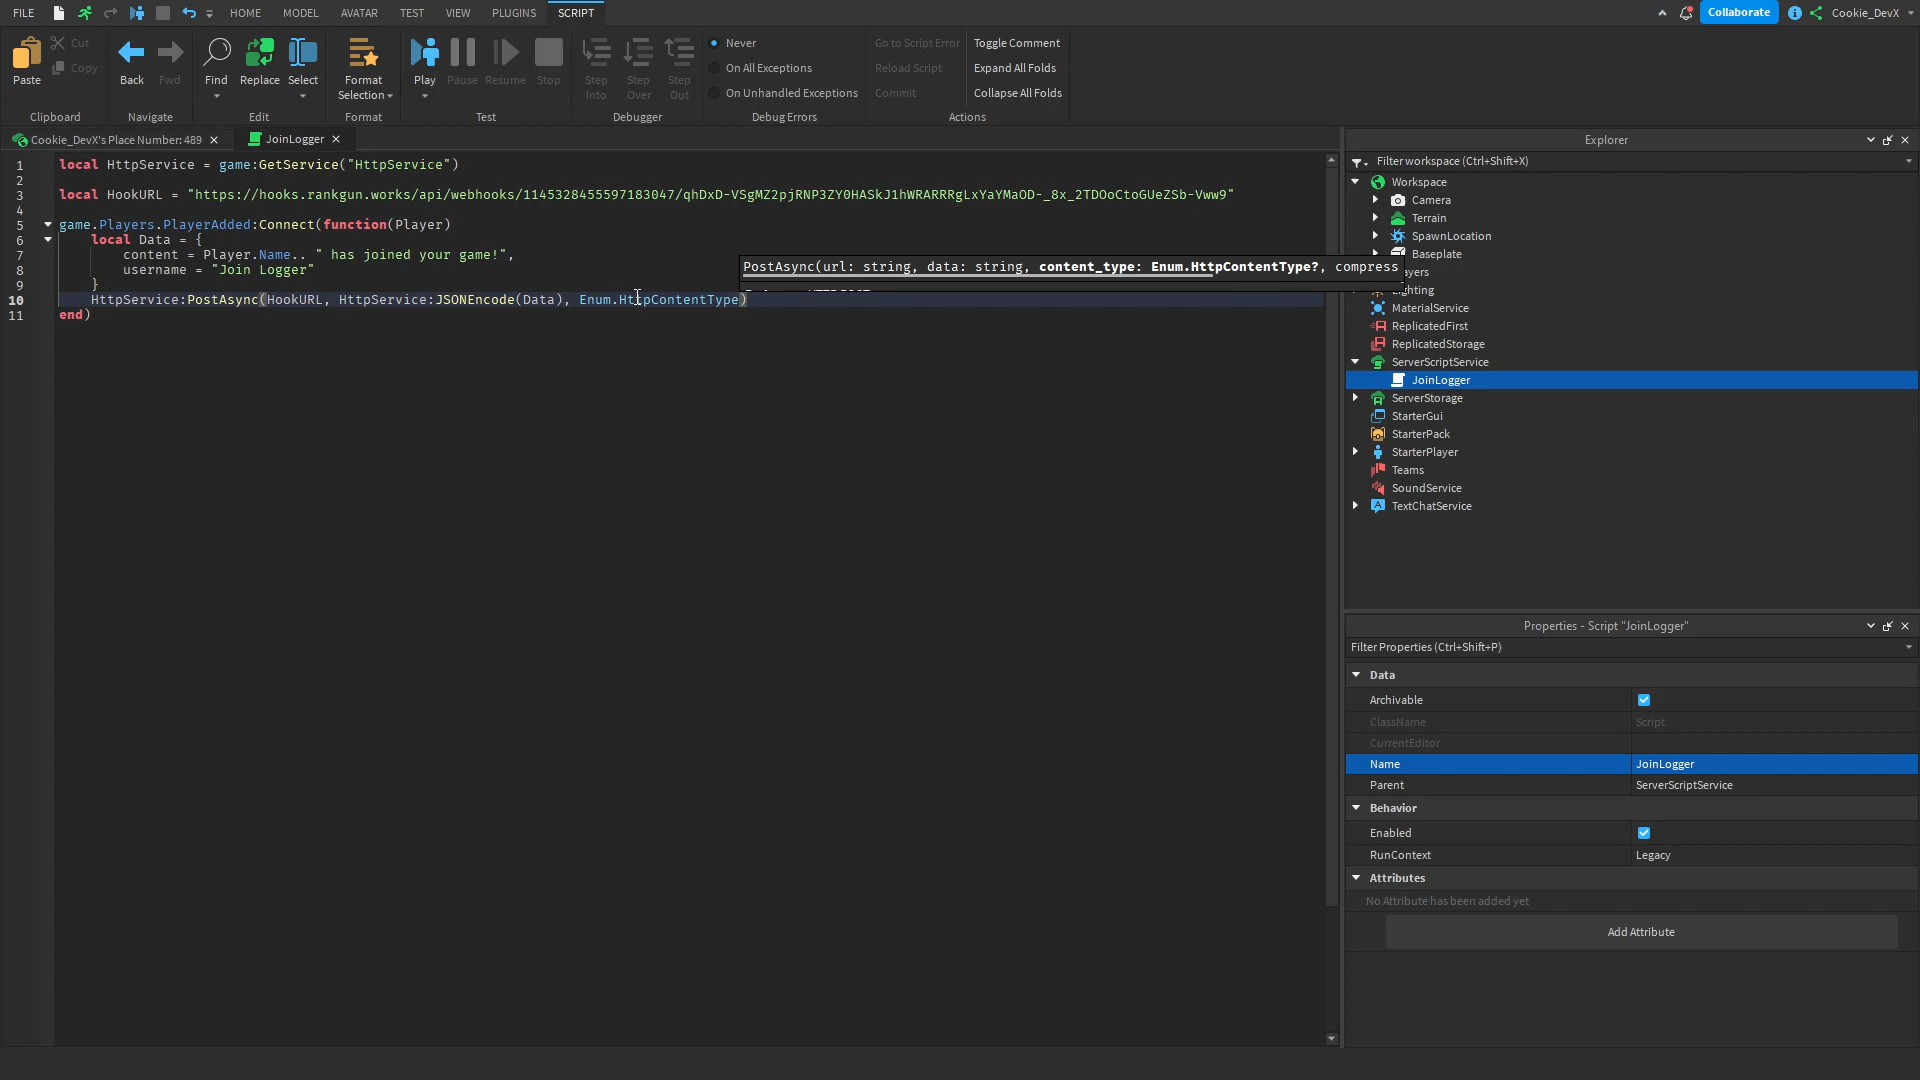 FILE HOME MODEL AVATAR TEST VIEW PLUGINS SCRIPT Collaborate Cookie_DevX
Paste Cut Copy
Back Fwd
Find Replace Select
Format Selection
Play Pause Resume Stop
Step Into Step Over Step Out
Never
On All Exceptions
On Unhandled Exceptions
Go to Script Error
Reload Script
Commit
Toggle Comment
Expand All Folds
Collapse All Folds
Clipboard Navigate Edit Format Test Debugger Debug Errors Actions
Cookie_DevX's Place Number: 489 JoinLogger
1 local HttpService = game:GetService("HttpService")
2
3 local HookURL = "https://hooks.rankgun.works/api/webhooks/1145328455597183047/qhDxD-VSgMZ2pjRNP3ZY0HASkJ1hWRARRRgLxYaYMaOD-_8x_2TDOoCtoGUeZSb-Vww9"
4
5 game.Players.PlayerAdded:Connect(function(Player)
6 local Data = {
7 content = Player.Name.. " has joined your game!",
8 username = "Join Logger"
9 }
10 HttpService:PostAsync(HookURL, HttpService:JSONEncode(Data), Enum.HttpContentType)
11 end)
PostAsync(url: string, data: string, content_type: Enum.HttpContentType?, compress
Explorer
Filter workspace (Ctrl+Shift+X)
Workspace
Camera
Terrain
SpawnLocation
Baseplate
ayers
ighting
MaterialService
ReplicatedFirst
ReplicatedStorage
ServerScriptService
JoinLogger
ServerStorage
StarterGui
StarterPack
StarterPlayer
Teams
SoundService
TextChatService
Properties - Script "JoinLogger"
Filter Properties (Ctrl+Shift+P)
Data
Archivable
ClassName Script
CurrentEditor
Name JoinLogger
Parent ServerScriptService
Behavior
Enabled
RunContext Legacy
Attributes
No Attribute has been added yet
Add Attribute